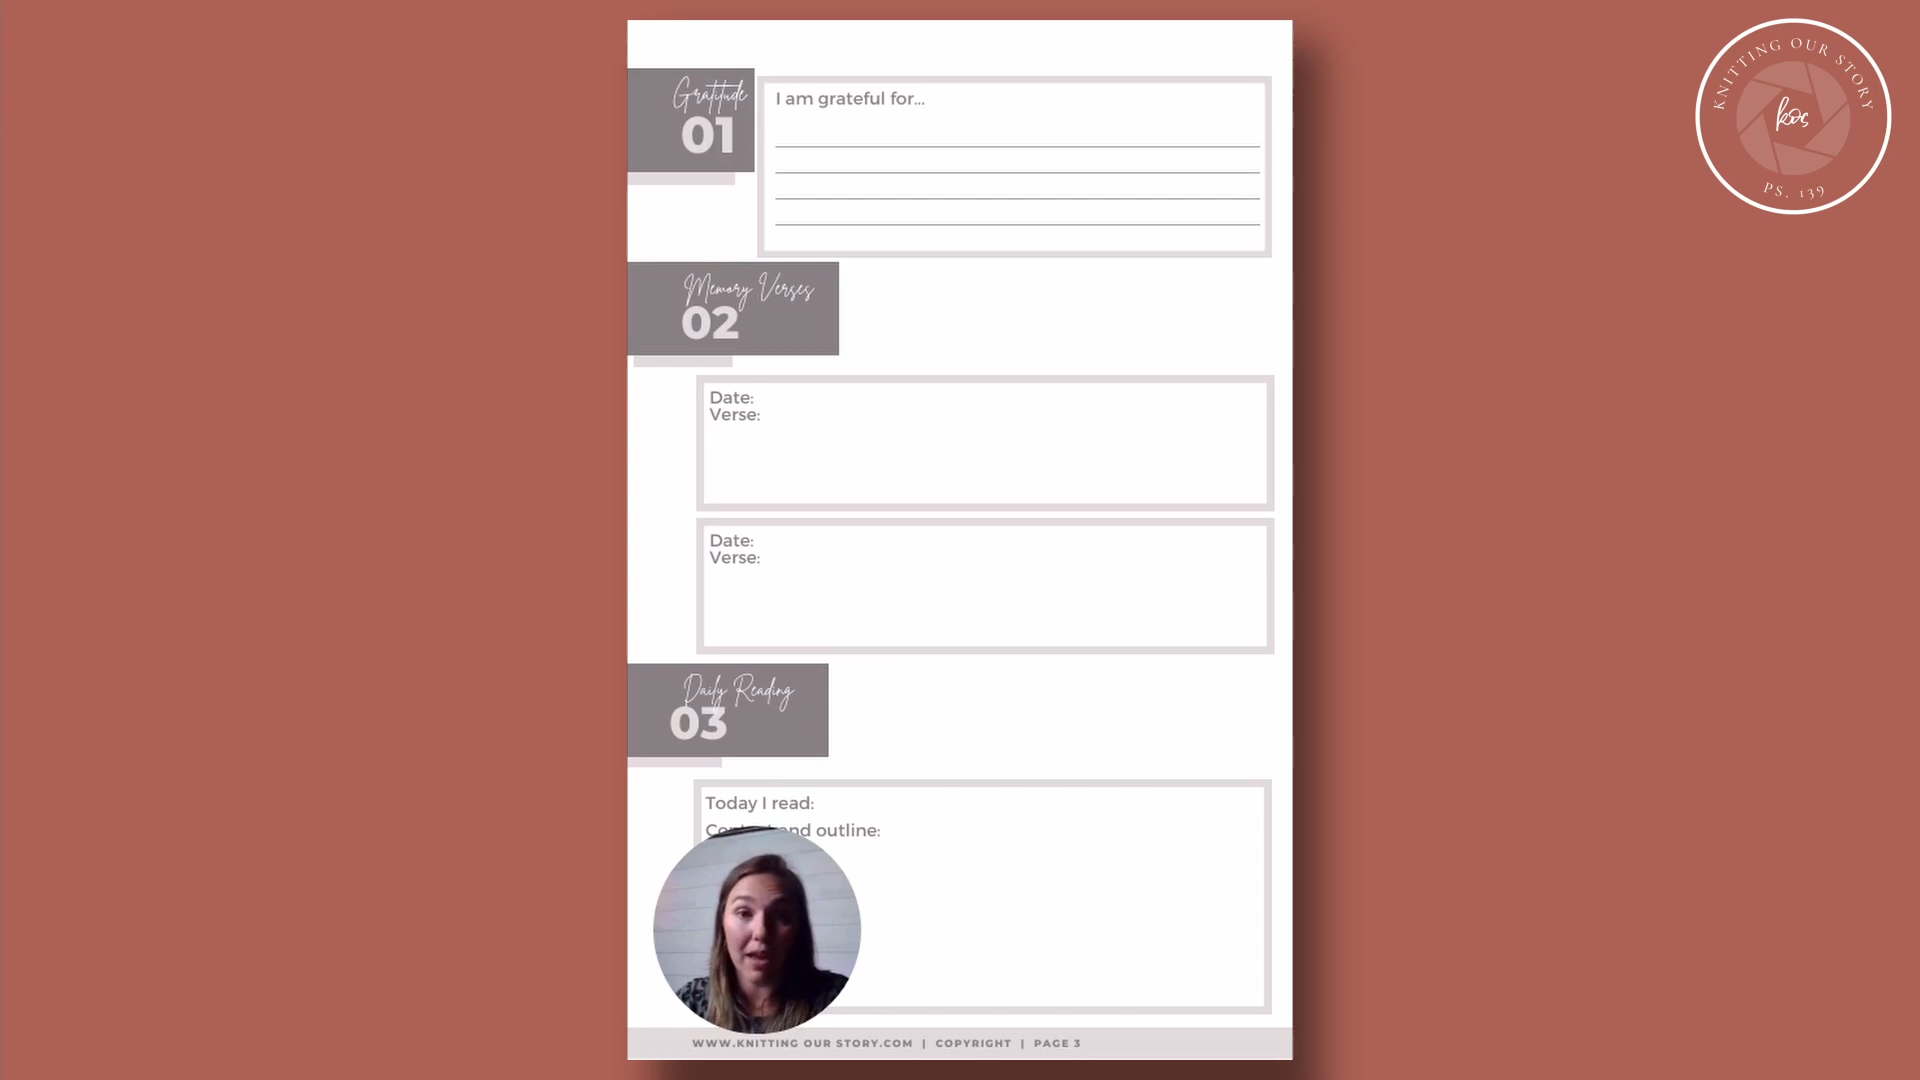 Gratitude
01
I am grateful for...
Memory Verses
02
Date:
Verse:
Date:
Verse:
Daily Reading
03
Today I read:
and outline:
WWW.KNITTING OUR STORY.COM | COPYRIGHT | PAGE 3
KNITTING OUR STORY
kos
PS. 139